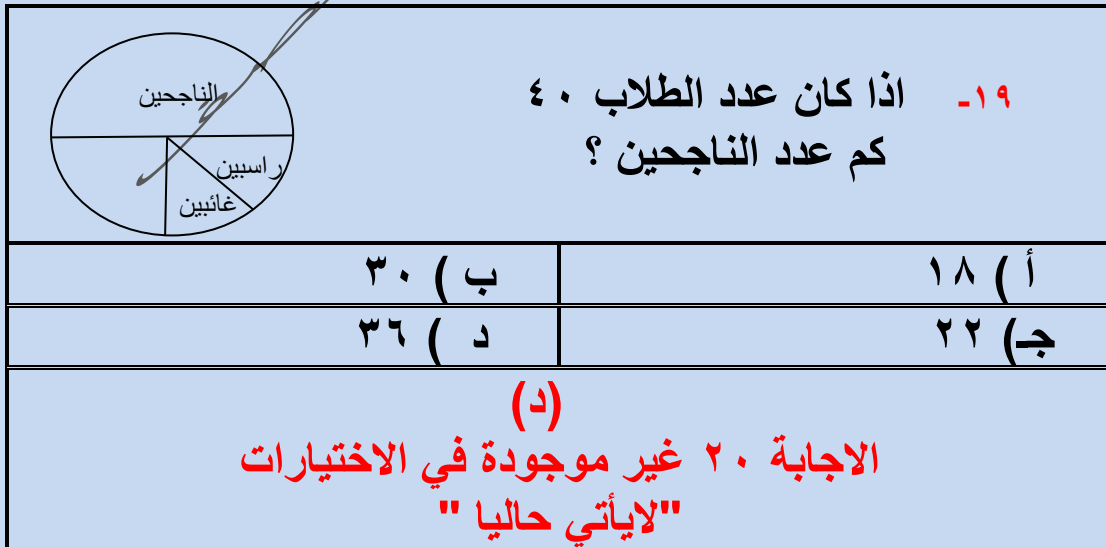 ١٩- اذا كان عدد الطلاب ٤٠
كم عدد الناجحين ؟
الناجحين
راسبين
غائبين
أ ) ١٨
ب ) ٣٠
جـ) ٢٢
د ) ٣٦
(د)
الاجابة ٢٠ غير موجودة في الاختيارات
"لايأتي حاليا "